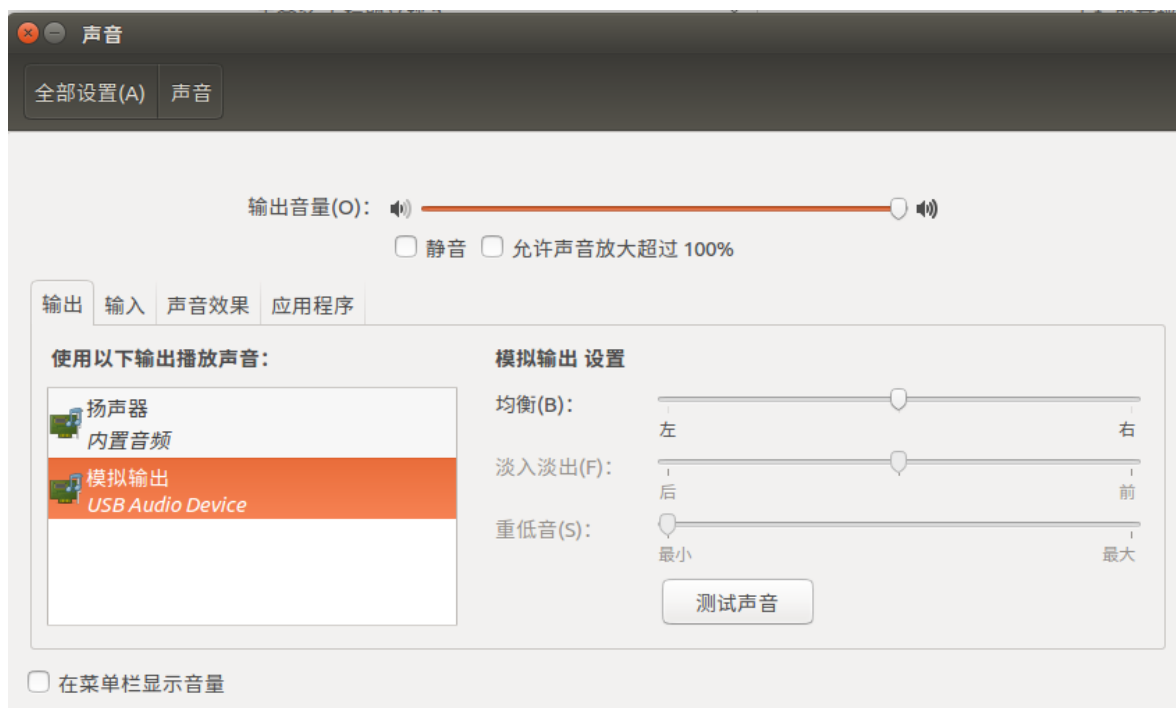 声音
全部设置(A) 声音
输出音量(O)：
静音 允许声音放大超过 100%
输出 输入 声音效果 应用程序
使用以下输出播放声音：
扬声器
内置音频
模拟输出
USB Audio Device
模拟输出 设置
均衡(B)：
左 右
淡入淡出(F)：
后 前
重低音(S)：
最小 最大
测试声音
在菜单栏显示音量